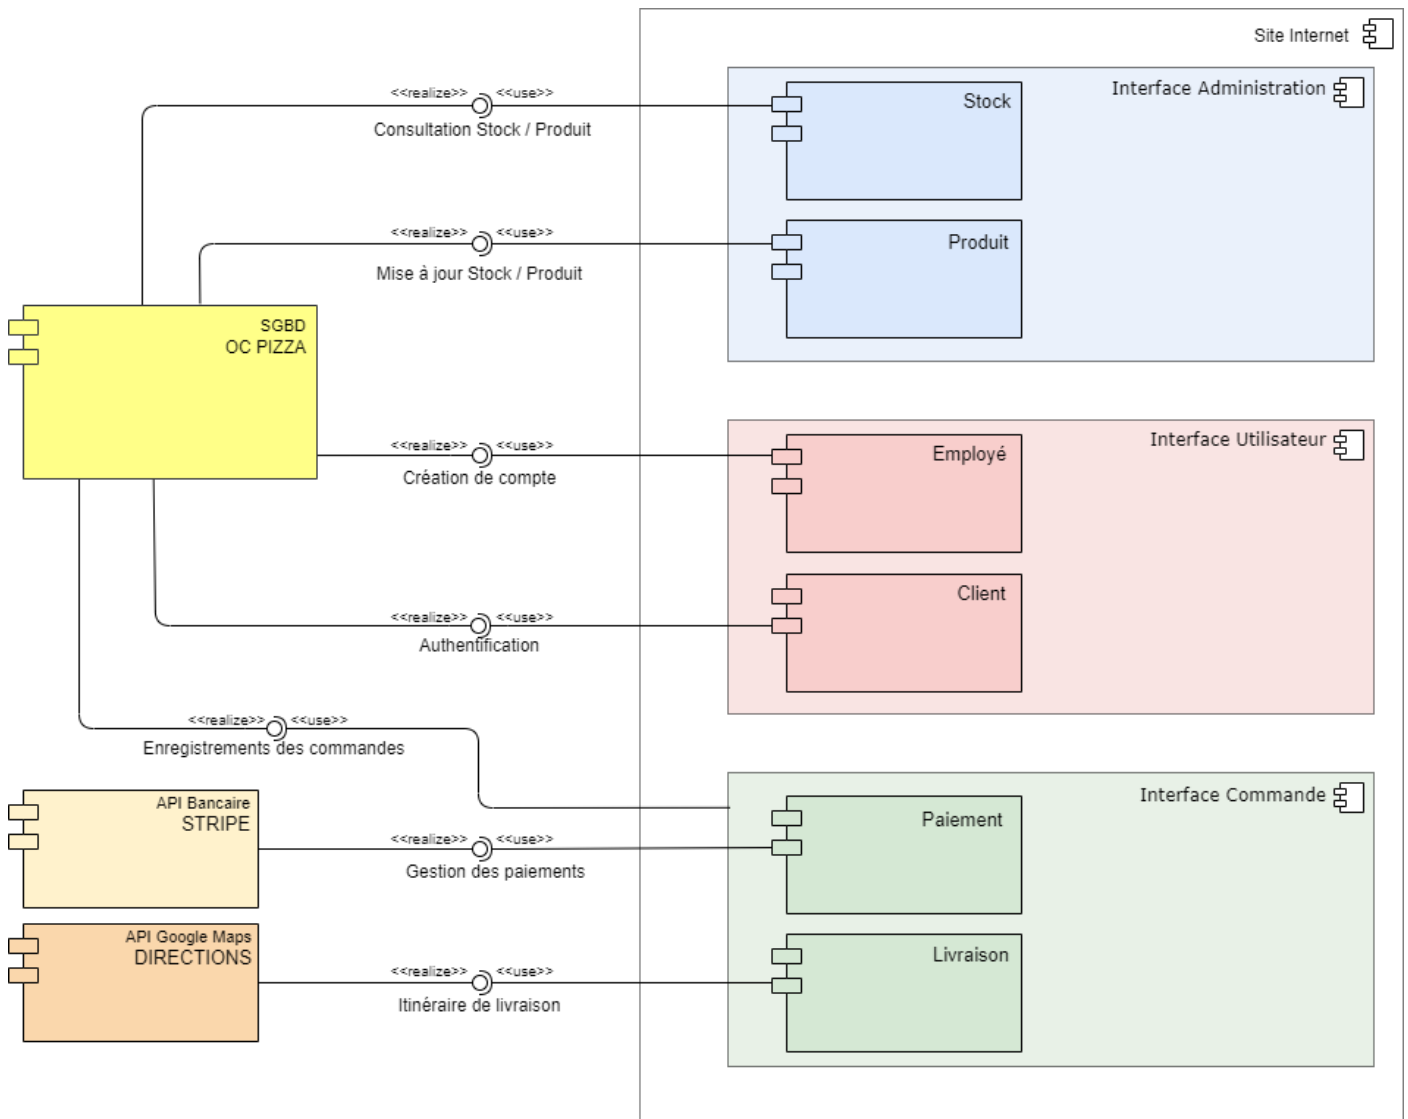 Site Internet
Interface Administration
Stock
<<realize>> <<use>>
Consultation Stock / Produit
Produit
<<realize>> <<use>>
Mise à jour Stock / Produit
SGBD
OC PIZZA
Interface Utilisateur
Employé
<<realize>> <<use>>
Création de compte
Client
<<realize>> <<use>>
Authentification
<<realize>> <<use>>
Enregistrements des commandes
Interface Commande
API Bancaire
STRIPE
Paiement
<<realize>> <<use>>
Gestion des paiements
API Google Maps
DIRECTIONS
Livraison
<<realize>> <<use>>
Itinéraire de livraison